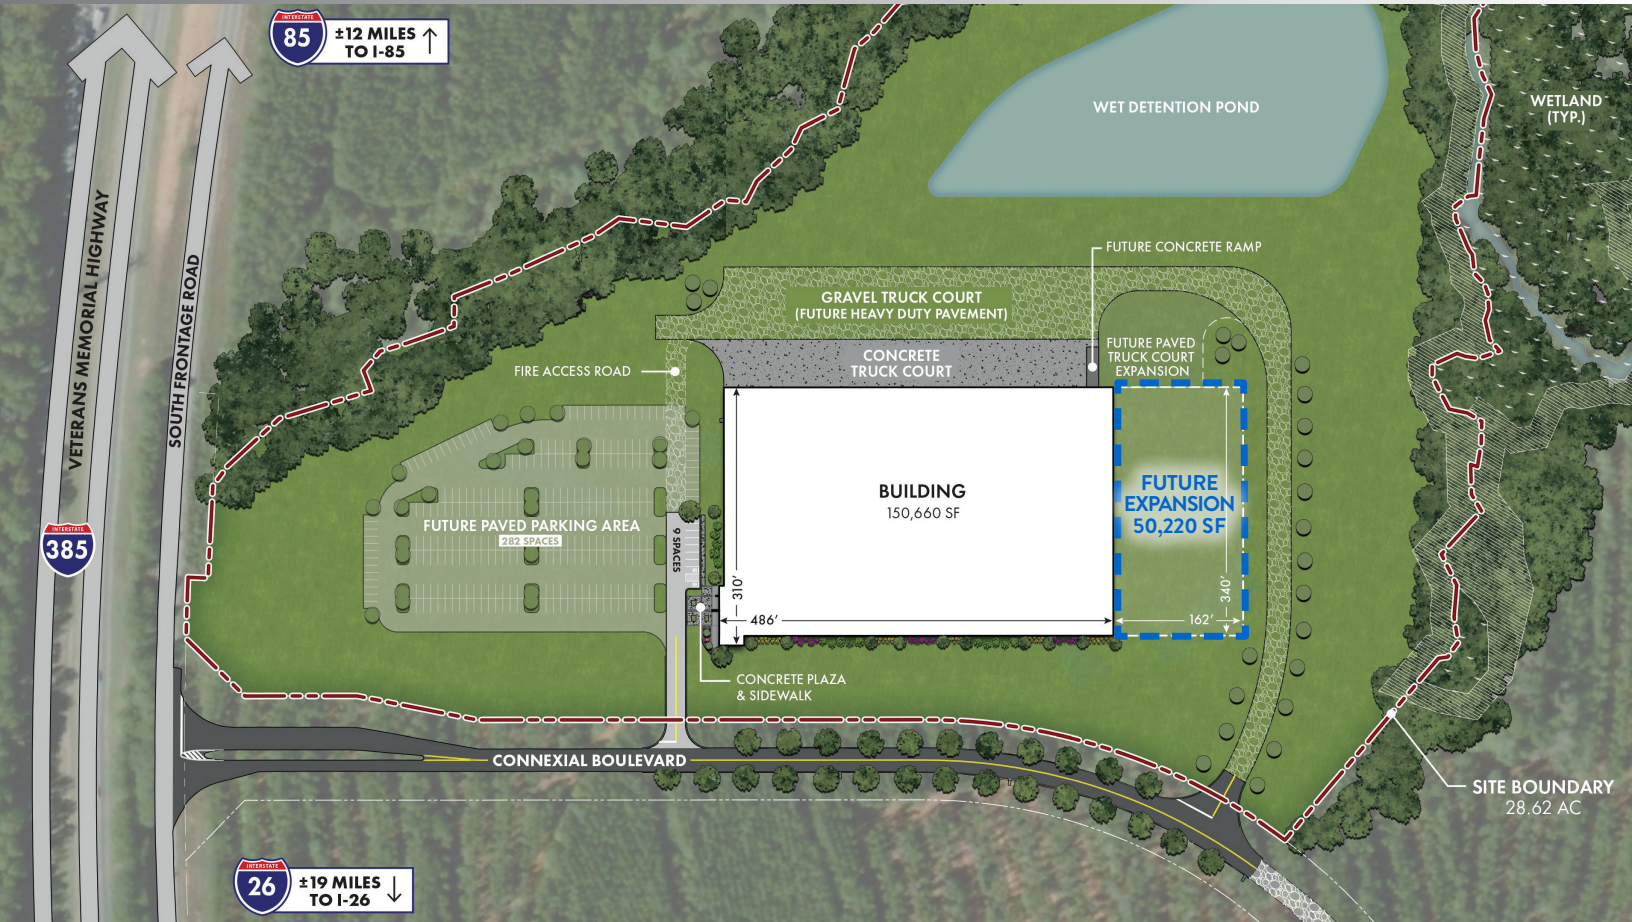 INTERSTATE
85
±12 MILES
TO I-85
WET DETENTION POND
WETLAND
(TYP.)
VETERANS MEMORIAL HIGHWAY
SOUTH FRONTAGE ROAD
FUTURE CONCRETE RAMP
GRAVEL TRUCK COURT
(FUTURE HEAVY DUTY PAVEMENT)
CONCRETE
TRUCK COURT
FUTURE PAVED
TRUCK COURT
EXPANSION
FIRE ACCESS ROAD
BUILDING
150,660 SF
FUTURE
EXPANSION
50,220 SF
FUTURE PAVED PARKING AREA
282 SPACES
9 SPACES
INTERSTATE
385
310'
340'
486'
162'
CONCRETE PLAZA
& SIDEWALK
CONNEXIAL BOULEVARD
SITE BOUNDARY
28.62 AC
INTERSTATE
26
±19 MILES
TO I-26